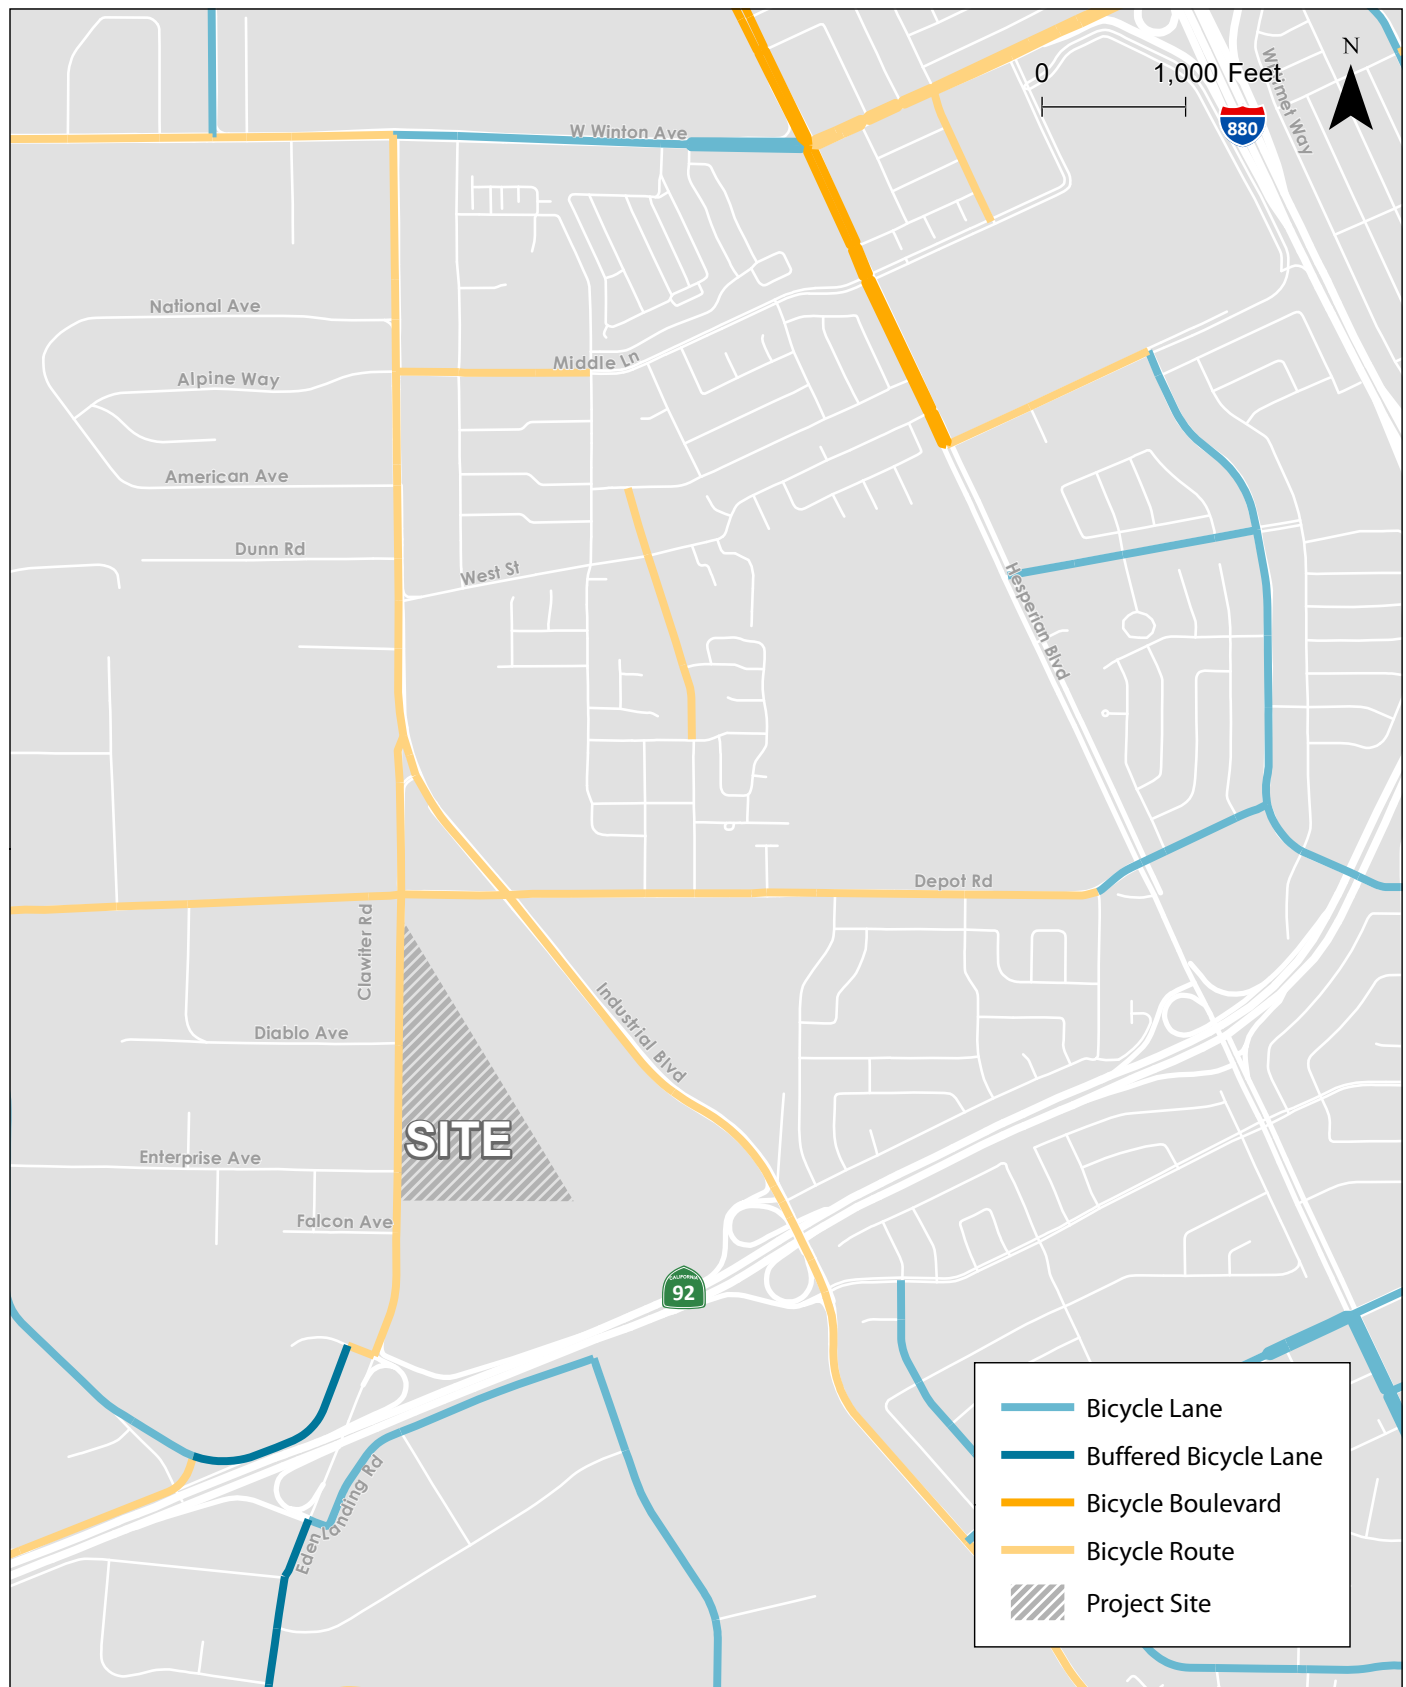 N
0 1,000 Feet
880
W Winton Ave
National Ave
Middle Ln
Alpine Way
American Ave
Dunn Rd
West St
Hesperian Blvd
Depot Rd
Clawiter Rd
Industrial Blvd
Diablo Ave
SITE
Enterprise Ave
Falcon Ave
CALIFORNIA
92
Eden Landing Rd
Bicycle Lane
Buffered Bicycle Lane
Bicycle Boulevard
Bicycle Route
Project Site